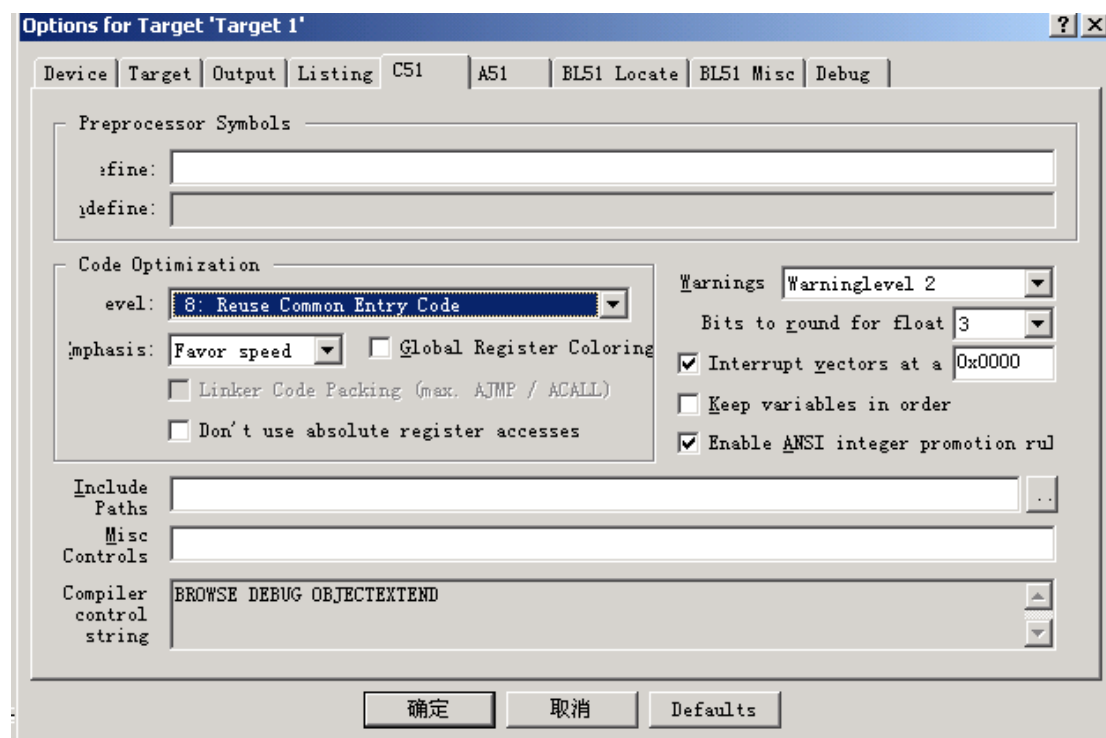 Options for Target 'Target 1'
Device Target Output Listing C51 A51 BL51 Locate BL51 Misc Debug
Preprocessor Symbols
efine:
define:
Code Optimization
evel: 8: Reuse Common Entry Code
mphasis: Favor speed Global Register Coloring
Linker Code Packing (max. AJMP / ACALL)
Don't use absolute register accesses
Warnings Warninglevel 2
Bits to round for float 3
Interrupt vectors at a 0x0000
Keep variables in order
Enable ANSI integer promotion rul
Include Paths
..
Misc Controls
Compiler control string
BROWSE DEBUG OBJECTEXTEND
确定 取消 Defaults